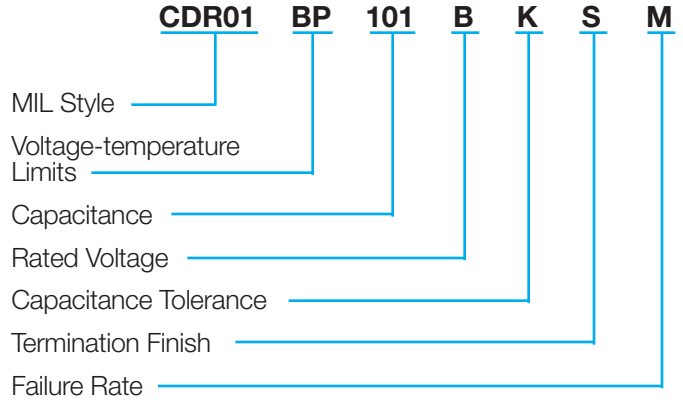 CDR01 BP 101 B K S M
MIL Style
Voltage-temperature
Limits
Capacitance
Rated Voltage
Capacitance Tolerance
Termination Finish
Failure Rate